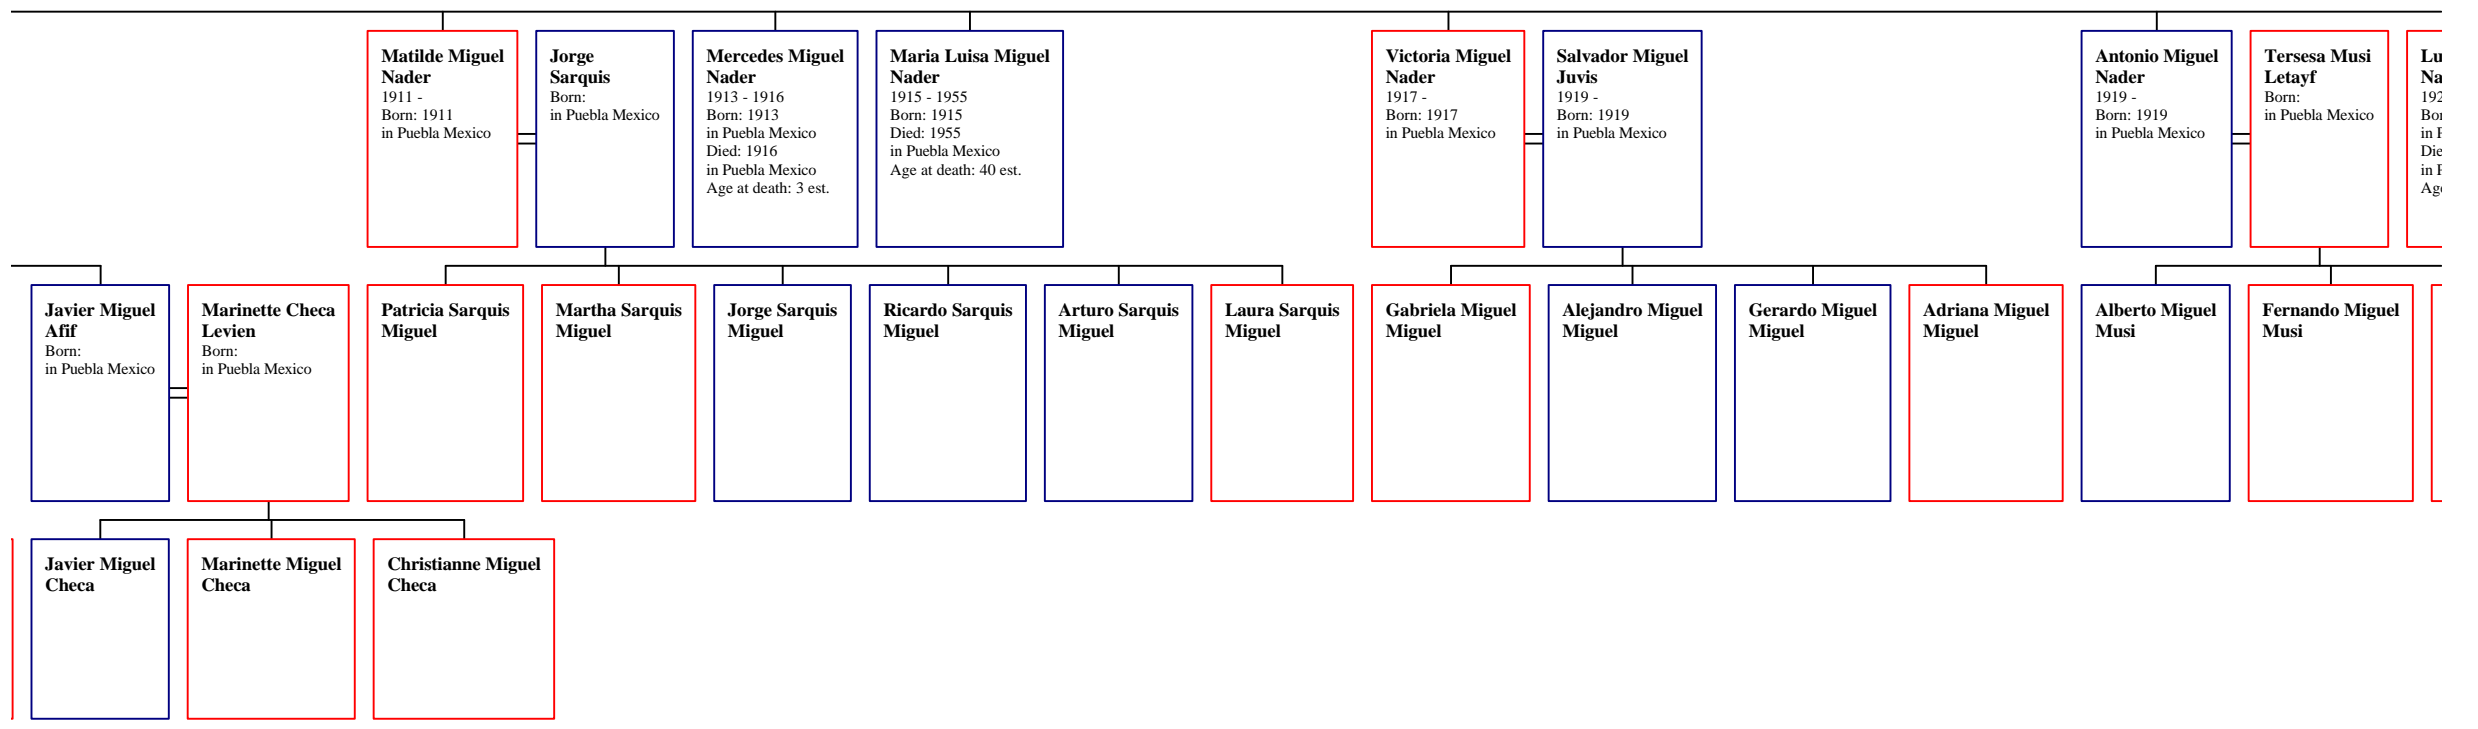 Matilde Miguel
Nader
1911 -
Born: 1911
in Puebla Mexico
Jorge
Sarquis
Born:
in Puebla Mexico
Mercedes Miguel
Nader
1913 - 1916
Born: 1913
in Puebla Mexico
Died: 1916
in Puebla Mexico
Age at death: 3 est.
Maria Luisa Miguel
Nader
1915 - 1955
Born: 1915
Died: 1955
in Puebla Mexico
Age at death: 40 est.
Victoria Miguel
Nader
1917 -
Born: 1917
in Puebla Mexico
Salvador Miguel
Juvis
1919 -
Born: 1919
in Puebla Mexico
Antonio Miguel
Nader
1919 -
Born: 1919
in Puebla Mexico
Tersesa Musi
Letayf
Born:
in Puebla Mexico
Javier Miguel
Afif
Born:
in Puebla Mexico
Marinette Checa
Levien
Born:
in Puebla Mexico
Patricia Sarquis
Miguel
Martha Sarquis
Miguel
Jorge Sarquis
Miguel
Ricardo Sarquis
Miguel
Arturo Sarquis
Miguel
Laura Sarquis
Miguel
Gabriela Miguel
Miguel
Alejandro Miguel
Miguel
Gerardo Miguel
Miguel
Adriana Miguel
Miguel
Alberto Miguel
Musi
Fernando Miguel
Musi
Javier Miguel
Checa
Marinette Miguel
Checa
Christianne Miguel
Checa